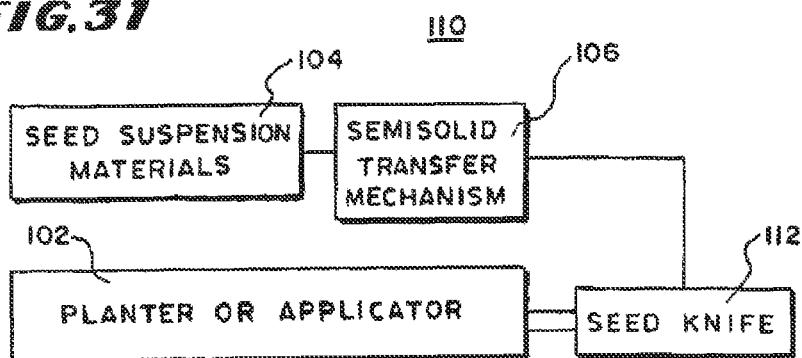 FIG. 31
110
104
106
SEED SUSPENSION
MATERIALS
SEMISOLID
TRANSFER
MECHANISM
102
112
PLANTER OR APPLICATOR
SEED KNIFE